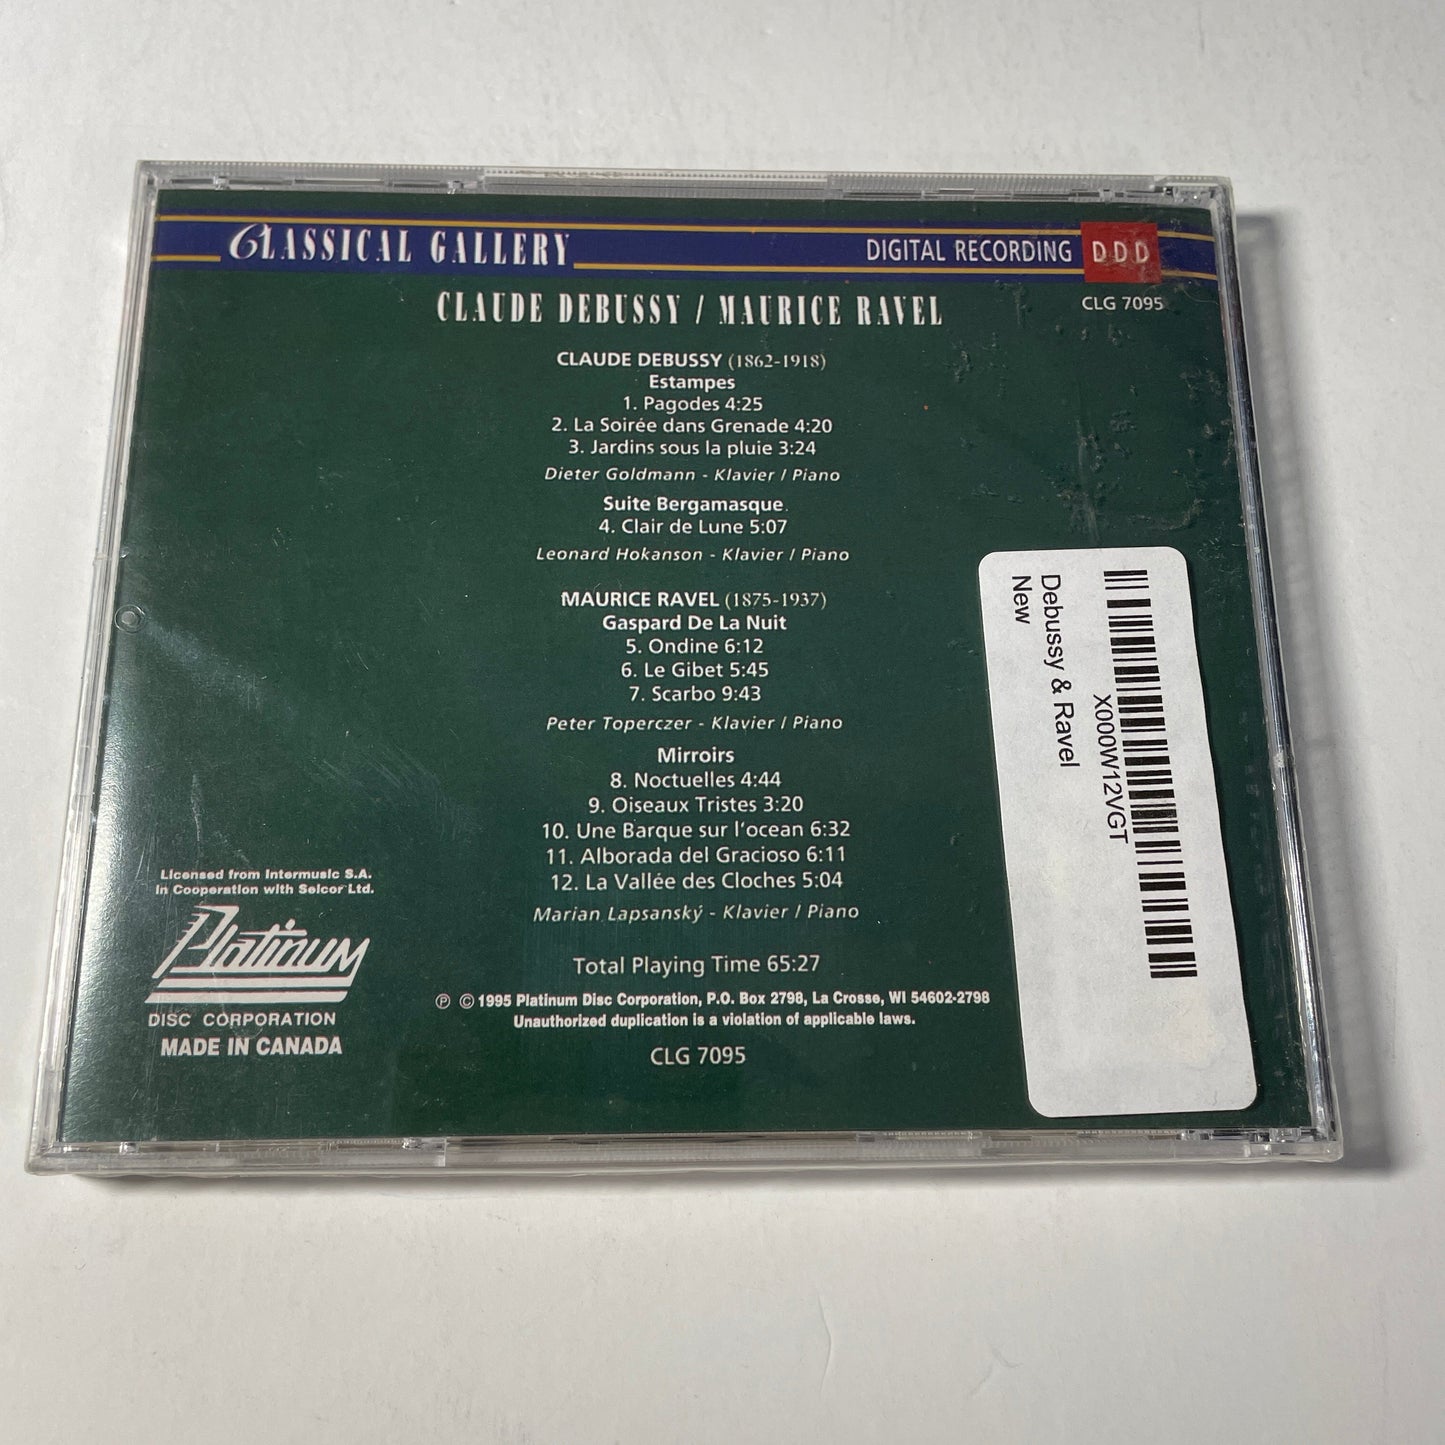 CLASSICAL GALLERY
DIGITAL RECORDING DDD
CLAUDE DEBUSSY / MAURICE RAVEL
CLG 7095
CLAUDE DEBUSSY (1862-1918)
Estampes
1. Pagodes 4:25
2. La Soirée dans Grenade 4:20
3. Jardins sous la pluie 3:24
Dieter Goldmann - Klavier / Piano
Suite Bergamasque
4. Clair de Lune 5:07
Leonard Hokanson - Klavier / Piano
MAURICE RAVEL (1875-1937)
Gaspard De La Nuit
5. Ondine 6:12
6. Le Gibet 5:45
7. Scarbo 9:43
Peter Toperczer - Klavier / Piano
Mirroirs
8. Noctuelles 4:44
9. Oiseaux Tristes 3:20
10. Une Barque sur l'ocean 6:32
11. Alborada del Gracioso 6:11
12. La Vallée des Cloches 5:04
Marian Lapsanský - Klavier / Piano
Total Playing Time 65:27
℗ © 1995 Platinum Disc Corporation, P.O. Box 2798, La Crosse, WI 54602-2798
Unauthorized duplication is a violation of applicable laws.
CLG 7095
Licensed from Intermusic S.A.
in Cooperation with Selcor Ltd.
Platinum
DISC CORPORATION
MADE IN CANADA
X000W12VGT
Debussy & Ravel
New